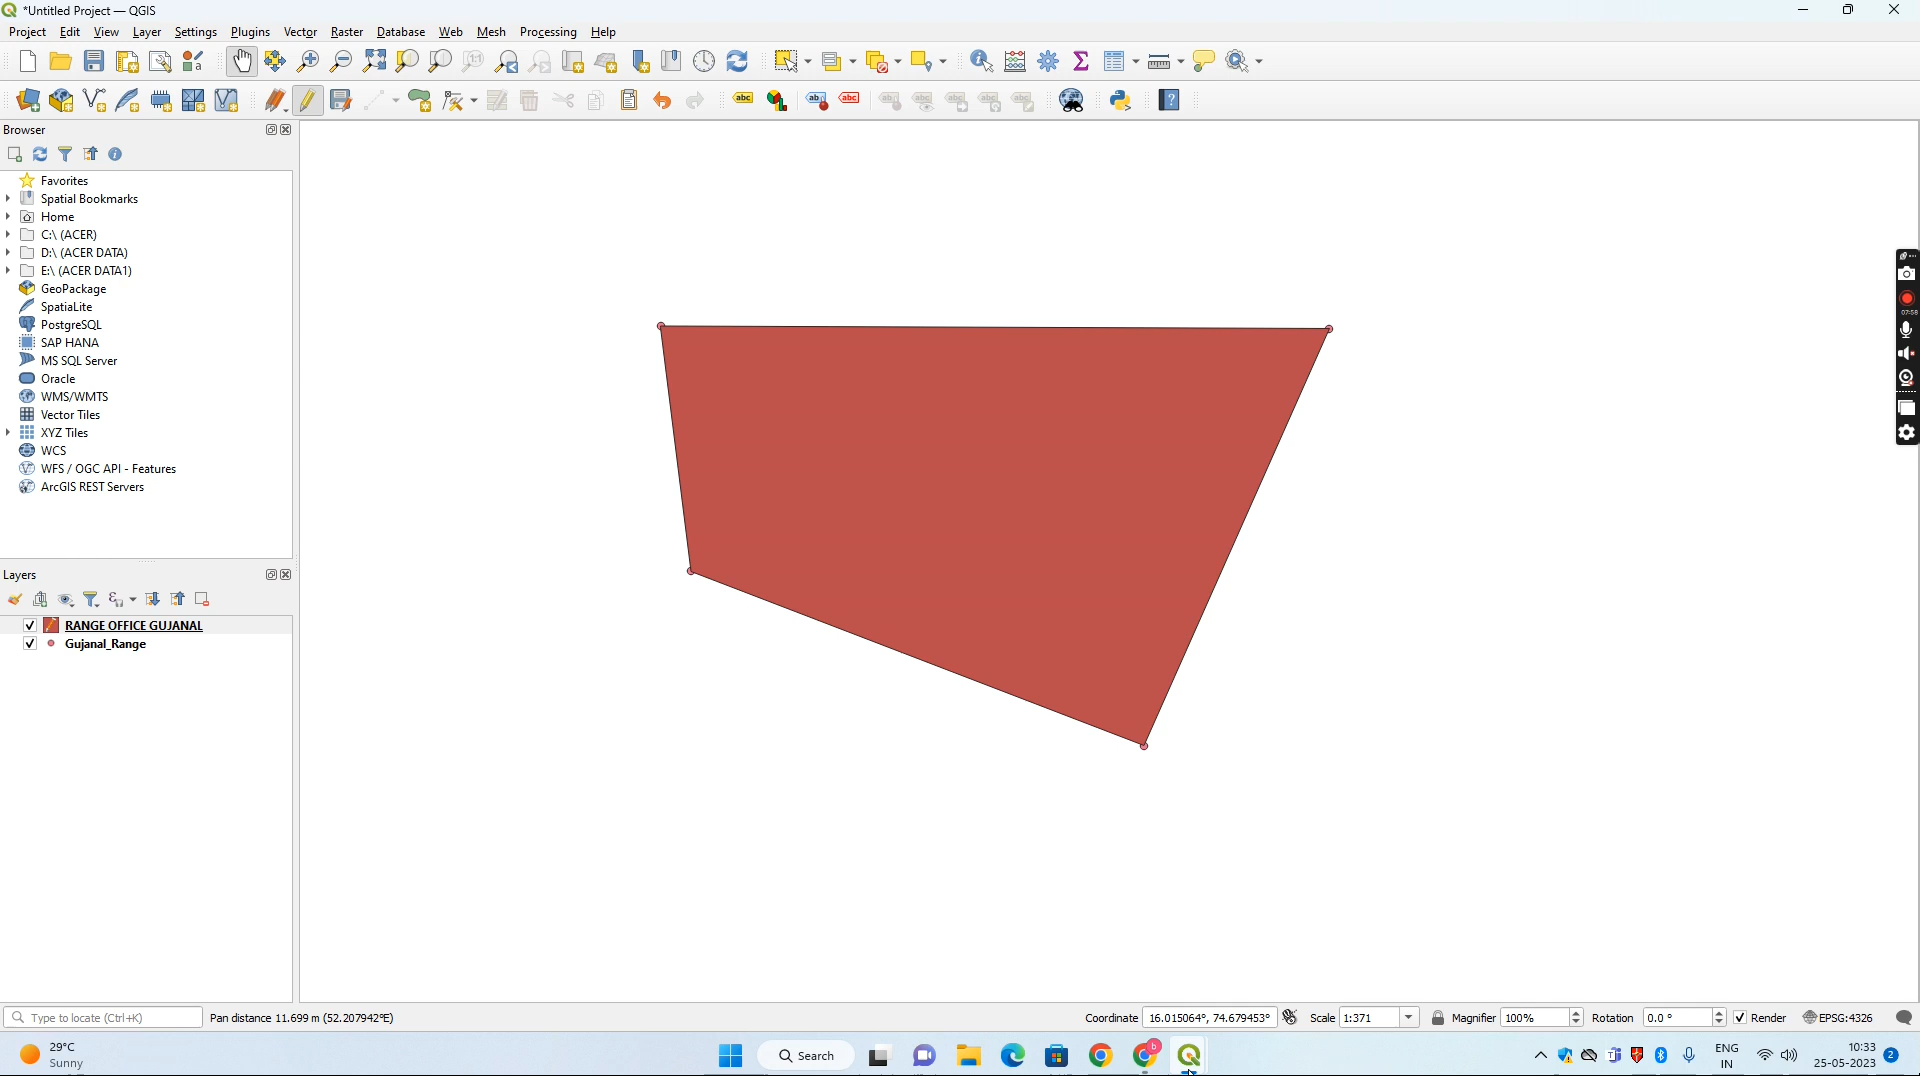 *Untitled Project — QGIS
Project Edit View Layer Settings Plugins Vector Raster Database Web Mesh Processing Help
Browser
Favorites
Spatial Bookmarks
Home
C:\ (ACER)
D:\ (ACER DATA)
E:\ (ACER DATA1)
GeoPackage
SpatiaLite
PostgreSQL
SAP HANA
MS SQL Server
Oracle
WMS/WMTS
Vector Tiles
XYZ Tiles
WCS
WFS / OGC API - Features
ArcGIS REST Servers
Layers
RANGE OFFICE GUJANAL
Gujanal_Range
07:58
Type to locate (Ctrl+K) Pan distance 11.699 m (52.207942°E) Coordinate 16.015064°, 74.679453° Scale 1:371 Magnifier 100% Rotation 0.0 ° Render EPSG:4326
29°C
Sunny
Search
ENG
IN
10:33
25-05-2023
2